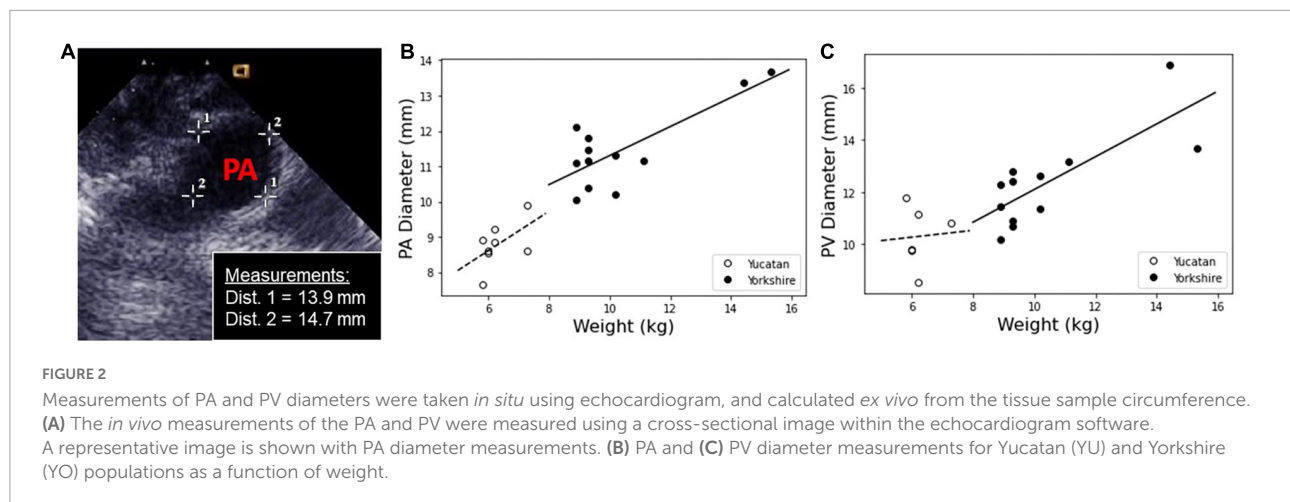 A
1
2
PA
2
1
Measurements:
Dist. 1 = 13.9 mm
Dist. 2 = 14.7 mm
B
PA Diameter (mm)
14
13
12
11
10
9
8
6 8 10 12 14 16
Weight (kg)
Yucatan
Yorkshire
C
PV Diameter (mm)
16
14
12
10
6 8 10 12 14 16
Weight (kg)
Yucatan
Yorkshire
FIGURE 2
Measurements of PA and PV diameters were taken in situ using echocardiogram, and calculated ex vivo from the tissue sample circumference.
(A) The in vivo measurements of the PA and PV were measured using a cross-sectional image within the echocardiogram software.
A representative image is shown with PA diameter measurements. (B) PA and (C) PV diameter measurements for Yucatan (YU) and Yorkshire
(YO) populations as a function of weight.